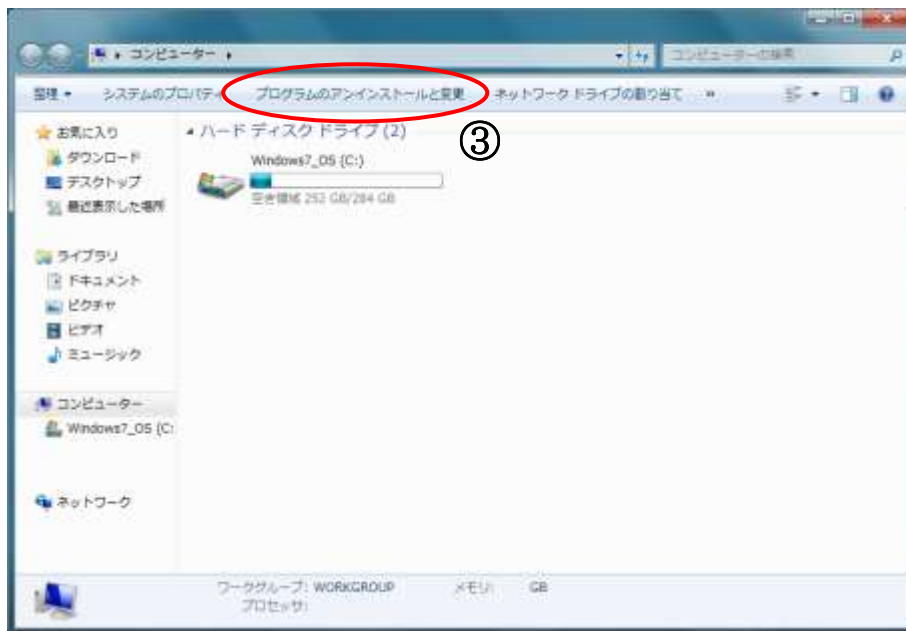 コンピューター
コンピューターの検索
整理 システムのプロパティ プログラムのアンインストールと変更 ネットワーク ドライブの割り当て »
③
お気に入り
ダウンロード
デスクトップ
最近表示した場所
ライブラリ
ドキュメント
ピクチャ
ビデオ
ミュージック
コンピューター
Windows7_OS (C:
ネットワーク
ハード ディスク ドライブ (2)
Windows7_OS (C:)
空き領域 252 GB/284 GB
ワークグループ: WORKGROUP メモリ: GB
プロセッサ: